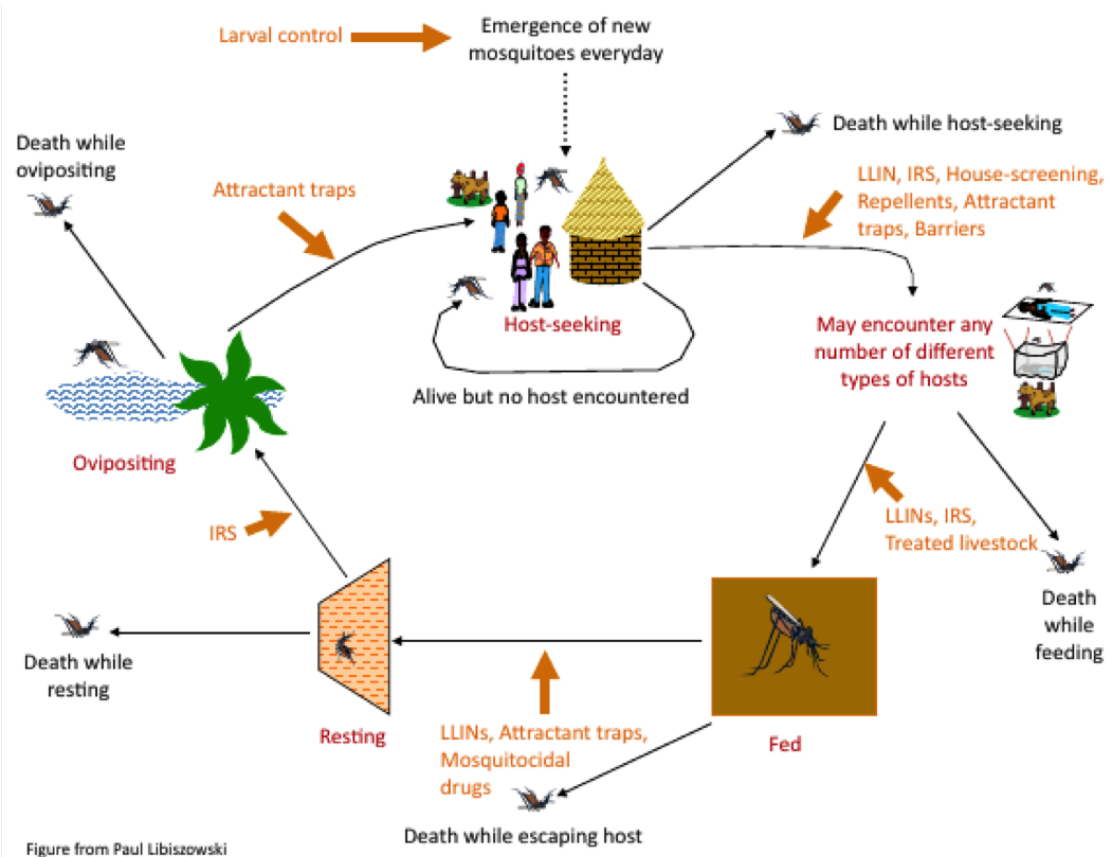 Larval control
Emergence of new
mosquitoes everyday
Death while
ovipositing
Death while host-seeking
Attractant traps
LLIN, IRS, House-screening,
Repellents, Attractant
traps, Barriers
Host-seeking
May encounter any
number of different
types of hosts
Alive but no host encountered
Ovipositing
IRS
LLINs, IRS,
Treated livestock
Death
while
feeding
Death while
resting
Resting
LLINs, Attractant traps,
Mosquitocidal
drugs
Fed
Death while escaping host
Figure from Paul Libiszowski